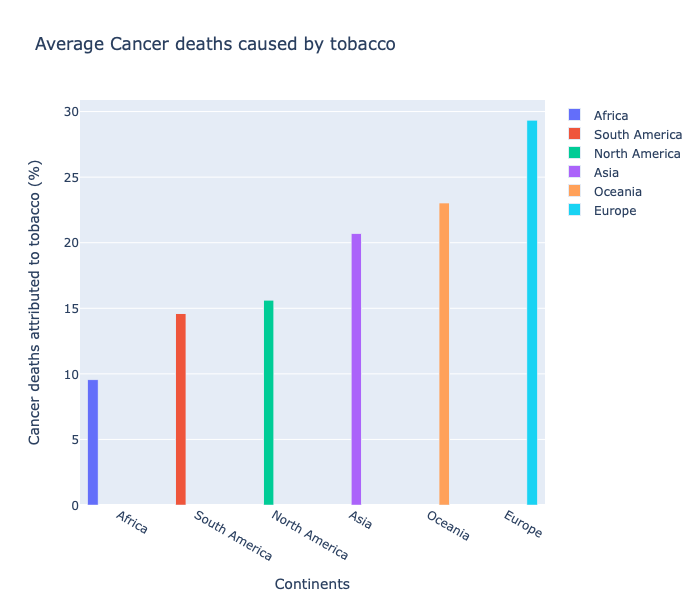 Average Cancer deaths caused by tobacco
Cancer deaths attributed to tobacco (%)
30
25
20
15
10
5
0
Africa
South America
North America
Asia
Oceania
Europe
Continents
Africa
South America
North America
Asia
Oceania
Europe